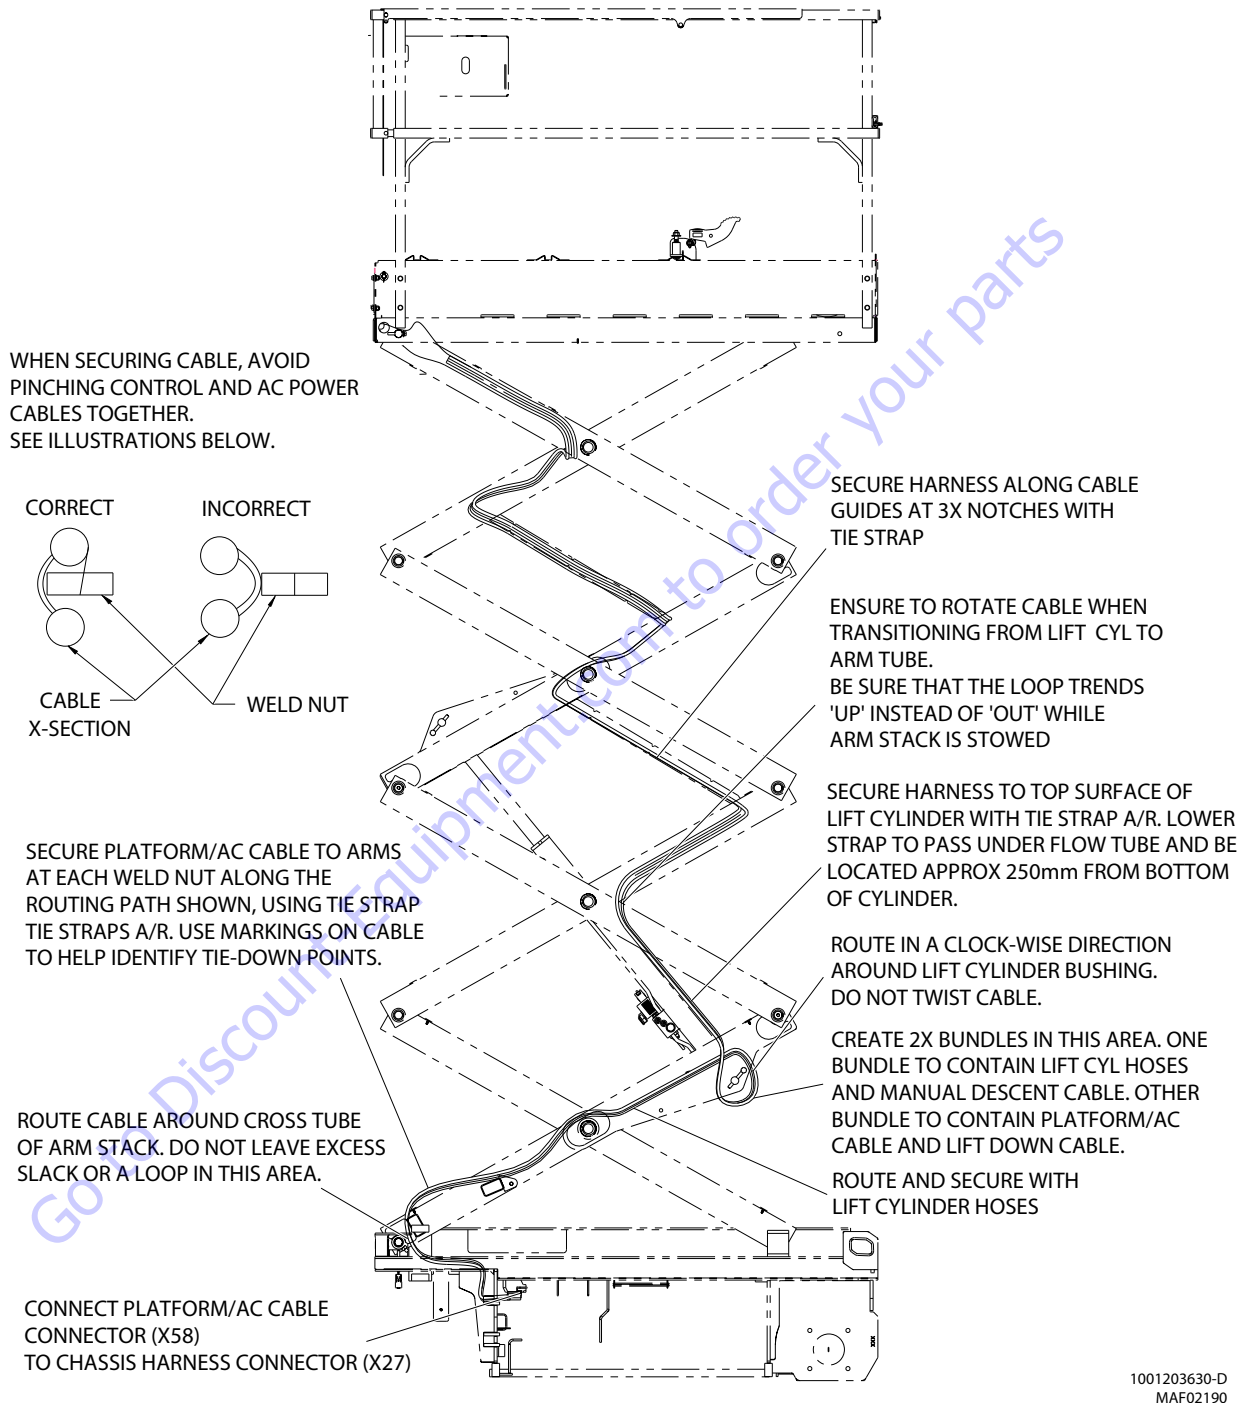 WHEN SECURING CABLE, AVOID
PINCHING CONTROL AND AC POWER
CABLES TOGETHER.
SEE ILLUSTRATIONS BELOW.
CORRECT
INCORRECT
CABLE
X-SECTION
WELD NUT
SECURE HARNESS ALONG CABLE
GUIDES AT 3X NOTCHES WITH
TIE STRAP
ENSURE TO ROTATE CABLE WHEN
TRANSITIONING FROM LIFT CYL TO
ARM TUBE.
BE SURE THAT THE LOOP TRENDS
'UP' INSTEAD OF 'OUT' WHILE
ARM STACK IS STOWED
SECURE HARNESS TO TOP SURFACE OF
LIFT CYLINDER WITH TIE STRAP A/R. LOWER
STRAP TO PASS UNDER FLOW TUBE AND BE
LOCATED APPROX 250mm FROM BOTTOM
OF CYLINDER.
SECURE PLATFORM/AC CABLE TO ARMS
AT EACH WELD NUT ALONG THE
ROUTING PATH SHOWN, USING TIE STRAP
TIE STRAPS A/R. USE MARKINGS ON CABLE
TO HELP IDENTIFY TIE-DOWN POINTS.
ROUTE IN A CLOCK-WISE DIRECTION
AROUND LIFT CYLINDER BUSHING.
DO NOT TWIST CABLE.
CREATE 2X BUNDLES IN THIS AREA. ONE
BUNDLE TO CONTAIN LIFT CYL HOSES
AND MANUAL DESCENT CABLE. OTHER
BUNDLE TO CONTAIN PLATFORM/AC
CABLE AND LIFT DOWN CABLE.
ROUTE CABLE AROUND CROSS TUBE
OF ARM STACK. DO NOT LEAVE EXCESS
SLACK OR A LOOP IN THIS AREA.
ROUTE AND SECURE WITH
LIFT CYLINDER HOSES
CONNECT PLATFORM/AC CABLE
CONNECTOR (X58)
TO CHASSIS HARNESS CONNECTOR (X27)
XXX
1001203630-D
MAF02190
Go to Discount-Equipment.com to order your parts